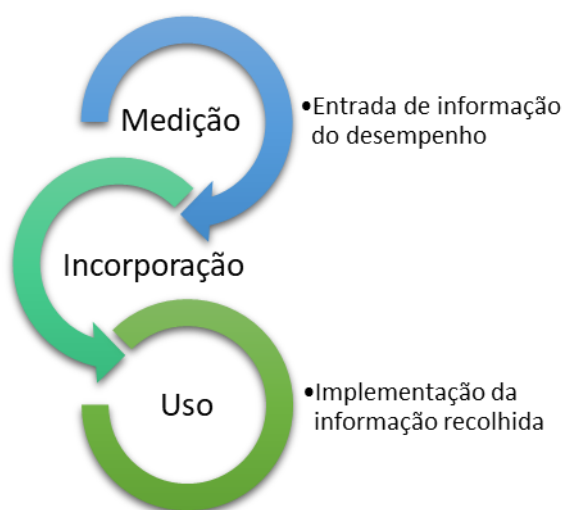 Medição
•Entrada de informação
do desempenho
Incorporação
Uso
•Implementação da
informação recolhida